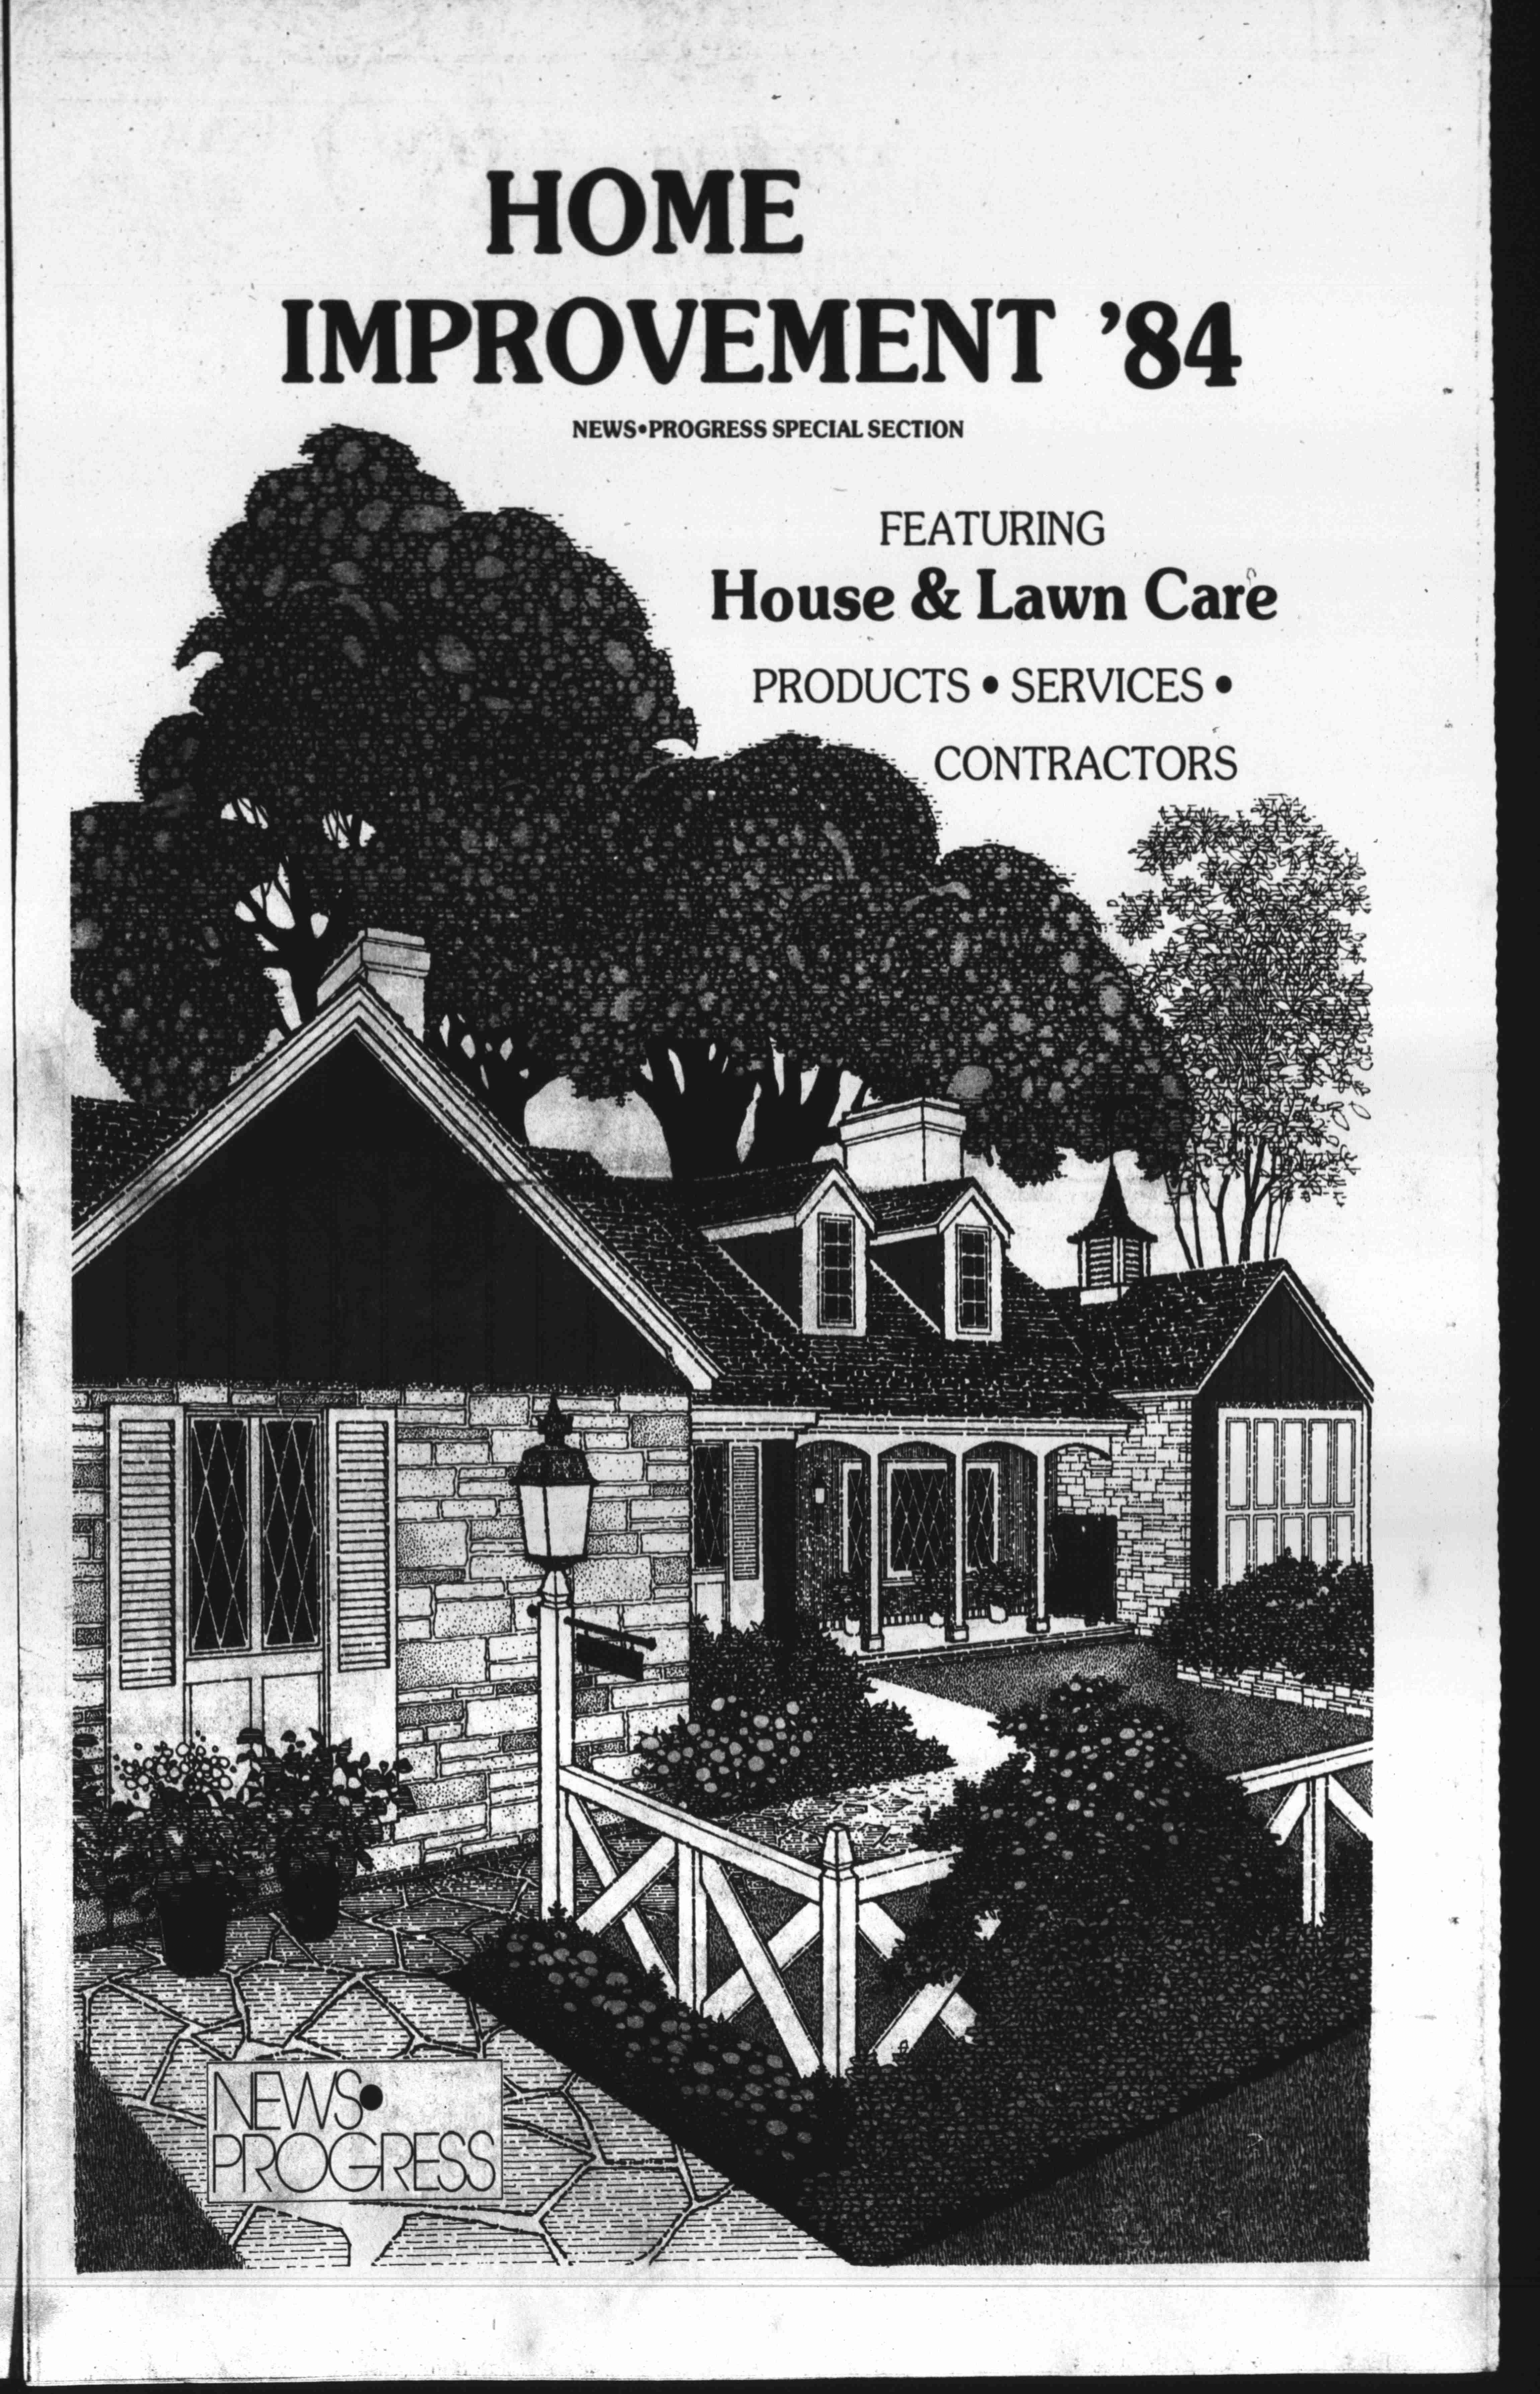 HOME
IMPROVEMENT '84
NEWS•PROGRESS SPECIAL SECTION
FEATURING
House & Lawn Care
PRODUCTS • SERVICES •
CONTRACTORS
NEWS•
PROGRESS